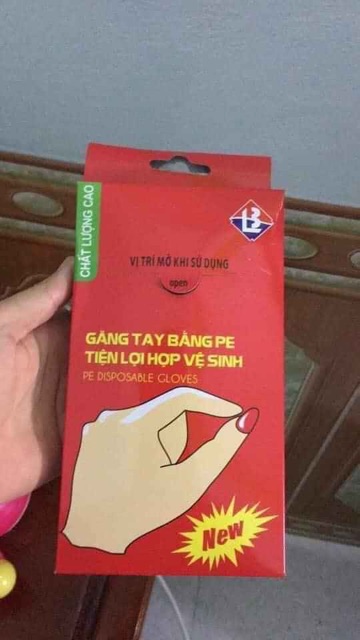 CHẤT LƯỢNG CAO
VỊ TRÍ MỞ KHI SỬ DỤNG
open
GĂNG TAY BẰNG PE
TIỆN LỢI HỢP VỆ SINH
PE DISPOSABLE GLOVES
New